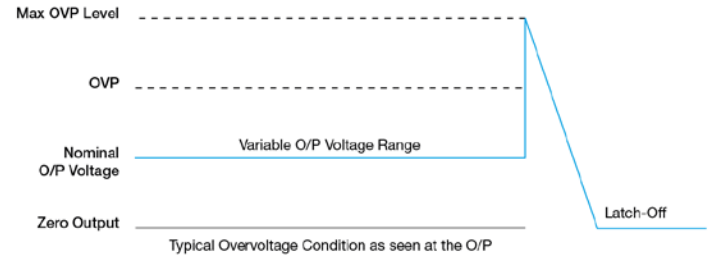 Max OVP Level
OVP
Variable O/P Voltage Range
Nominal
O/P Voltage
Zero Output
Latch-Off
Typical Overvoltage Condition as seen at the O/P